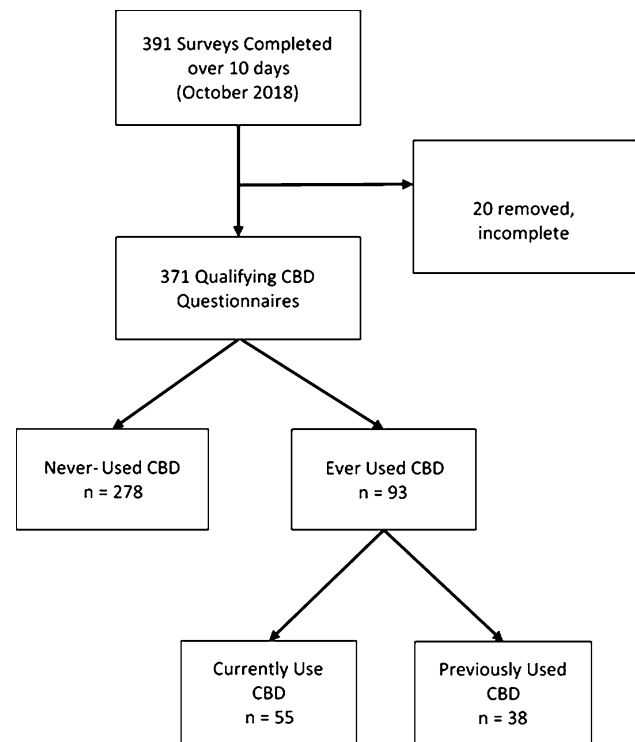 391 Surveys Completed
over 10 days
(October 2018)
20 removed,
incomplete
371 Qualifying CBD
Questionnaires
Never- Used CBD
n = 278
Ever Used CBD
n = 93
Currently Use
CBD
n = 55
Previously Used
CBD
n = 38